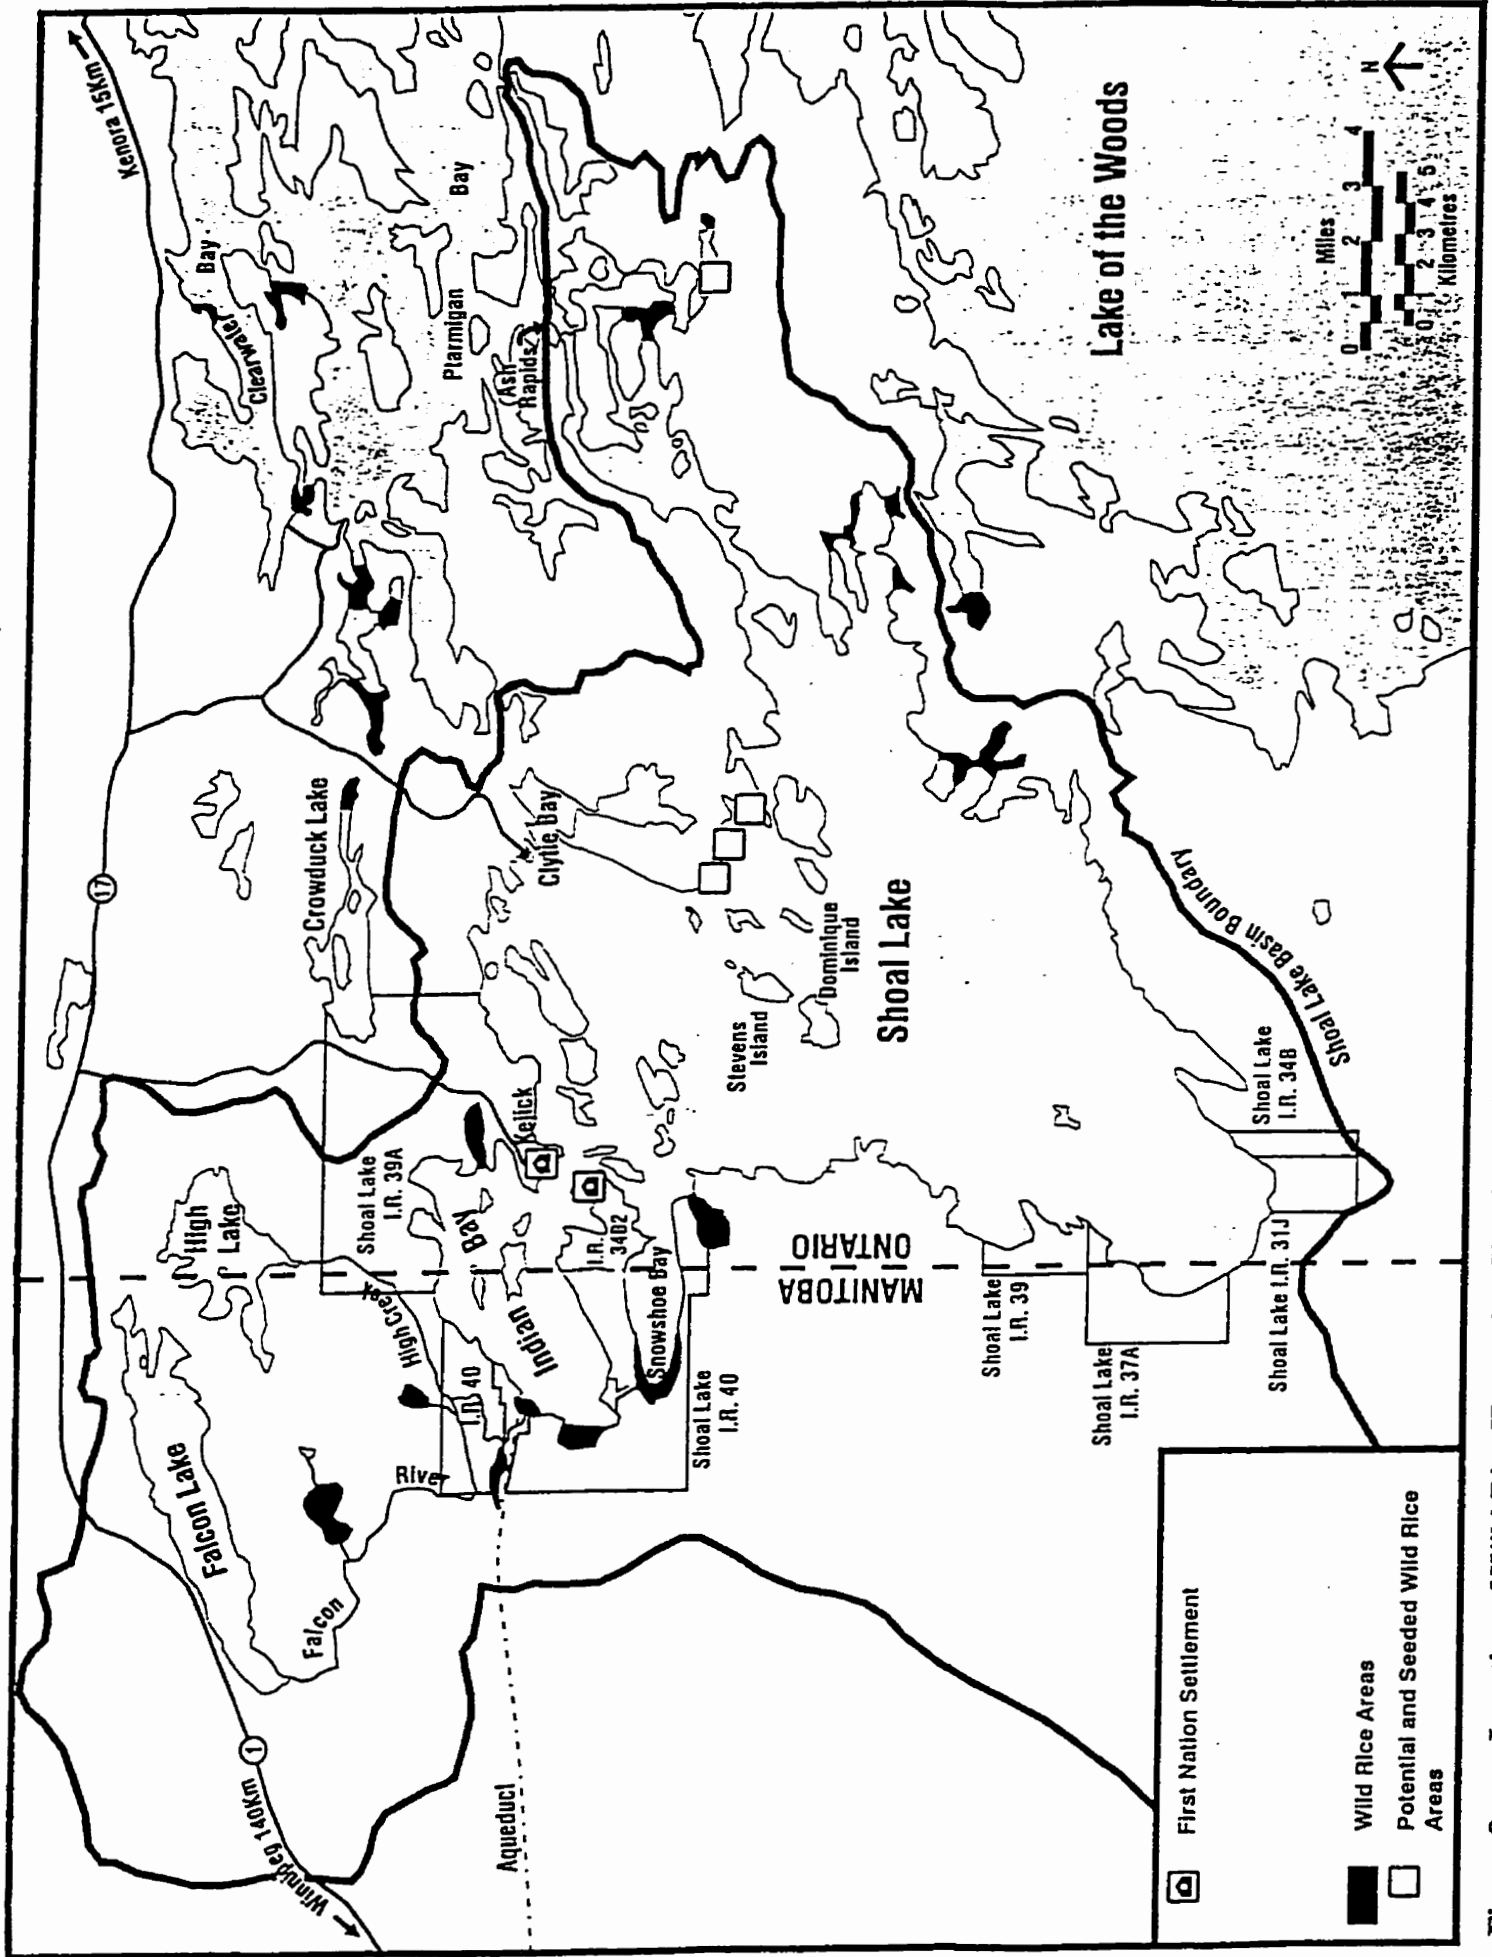 Kenora 15Km
17
1
Winnipeg 140Km
Clearwater
Bay
Ptarmigan
Bay
(Ash
Rapids)
Crowduck Lake
Clytie Bay
High
Lake
Falcon Lake
Falcon
River
High Creek
Shoal Lake
I.R. 39A
Kejick
Indian
Bay
I.R. 40
I.R.
34B2
Snowshoe Bay
Shoal Lake
I.R. 40
Aqueduct
Stevens
Island
Dominique
Island
Shoal Lake
MANITOBA
ONTARIO
Shoal Lake
I.R. 39
Shoal Lake
I.R. 37A
Shoal Lake I.R. 31J
Shoal Lake
I.R. 34B
Shoal Lake Basin Boundary
Lake of the Woods
N
Miles
0 1 2 3 4
0 1 2 3 4 5
Kilometres
First Nation Settlement
Wild Rice Areas
Potential and Seeded Wild Rice
Areas